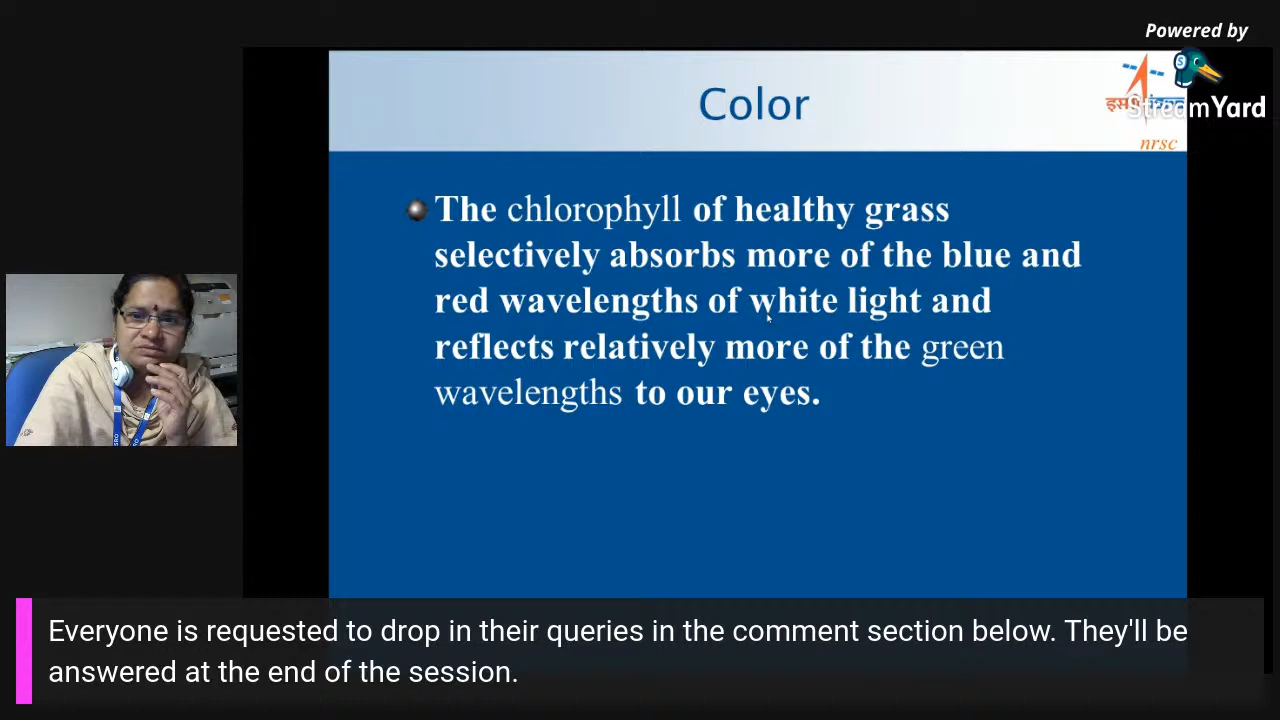 Powered by
StreamYard
Color
nrsc
The chlorophyll of healthy grass
selectively absorbs more of the blue and
red wavelengths of white light and
reflects relatively more of the green
wavelengths to our eyes.
Everyone is requested to drop in their queries in the comment section below. They'll be
answered at the end of the session.